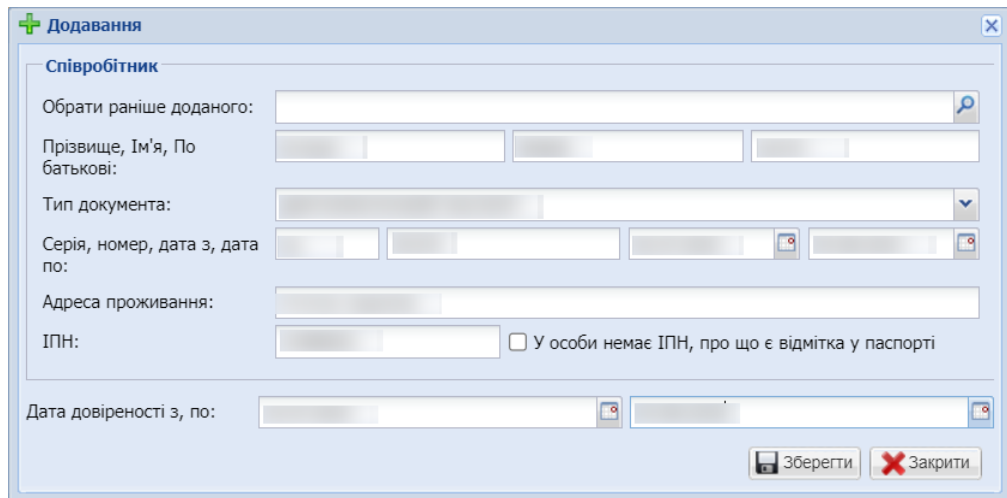 Додавання
Співробітник
Обрати раніше доданого:
Прізвище, Ім'я, По
батькові:
Тип документа:
Серія, номер, дата з, дата
по:
Адреса проживання:
ІПН:
У особи немає ІПН, про що є відмітка у паспорті
Дата довіреності з, по:
Зберегти
Закрити